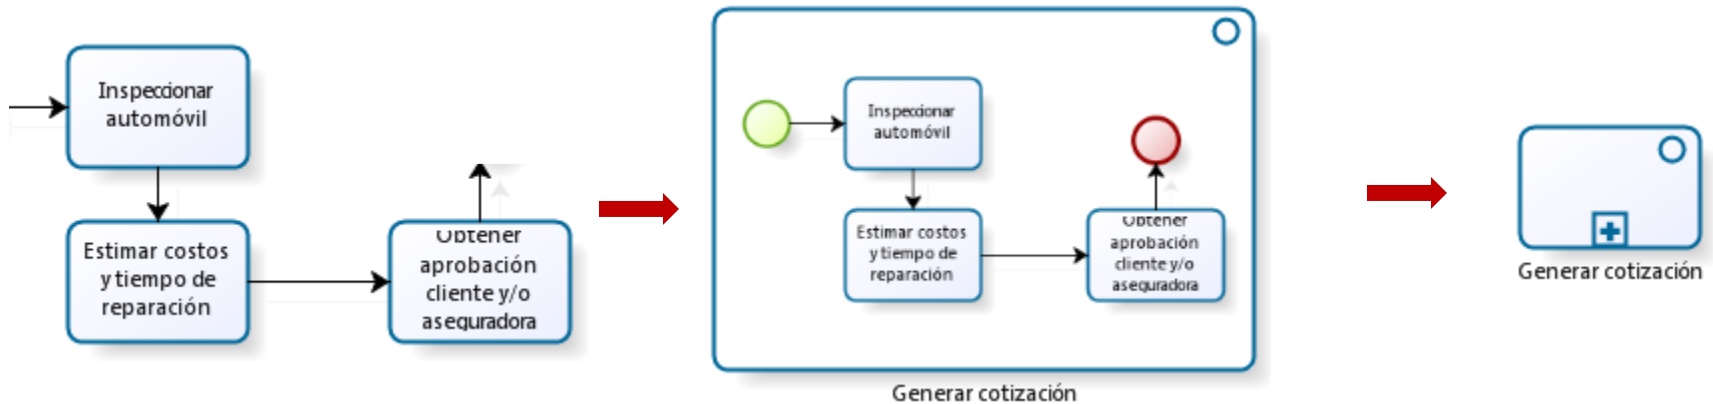 Inspeccionar
automóvil
Estimar costos
y tiempo de
reparación
Obtener
aprobación
cliente y/o
aseguradora
Inspeccionar
automóvil
Estimar costos
y tiempo de
reparación
Obtener
aprobación
cliente y/o
aseguradora
Generar cotización
Generar cotización